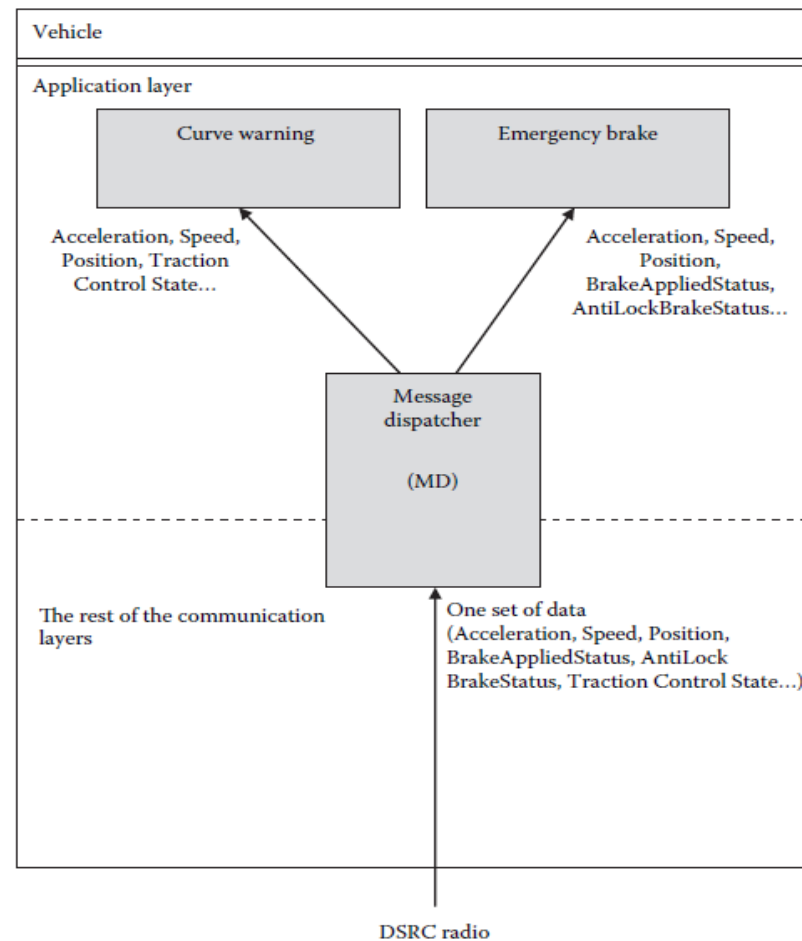 Vehicle
Application layer
Curve warning
Emergency brake
Acceleration, Speed,
Position, Traction
Control State...
Acceleration, Speed,
Position,
BrakeAppliedStatus,
AntiLockBrakeStatus...
Message
dispatcher
(MD)
The rest of the communication
layers
One set of data
(Acceleration, Speed, Position,
BrakeAppliedStatus, AntiLock
BrakeStatus, Traction Control State...)
DSRC radio